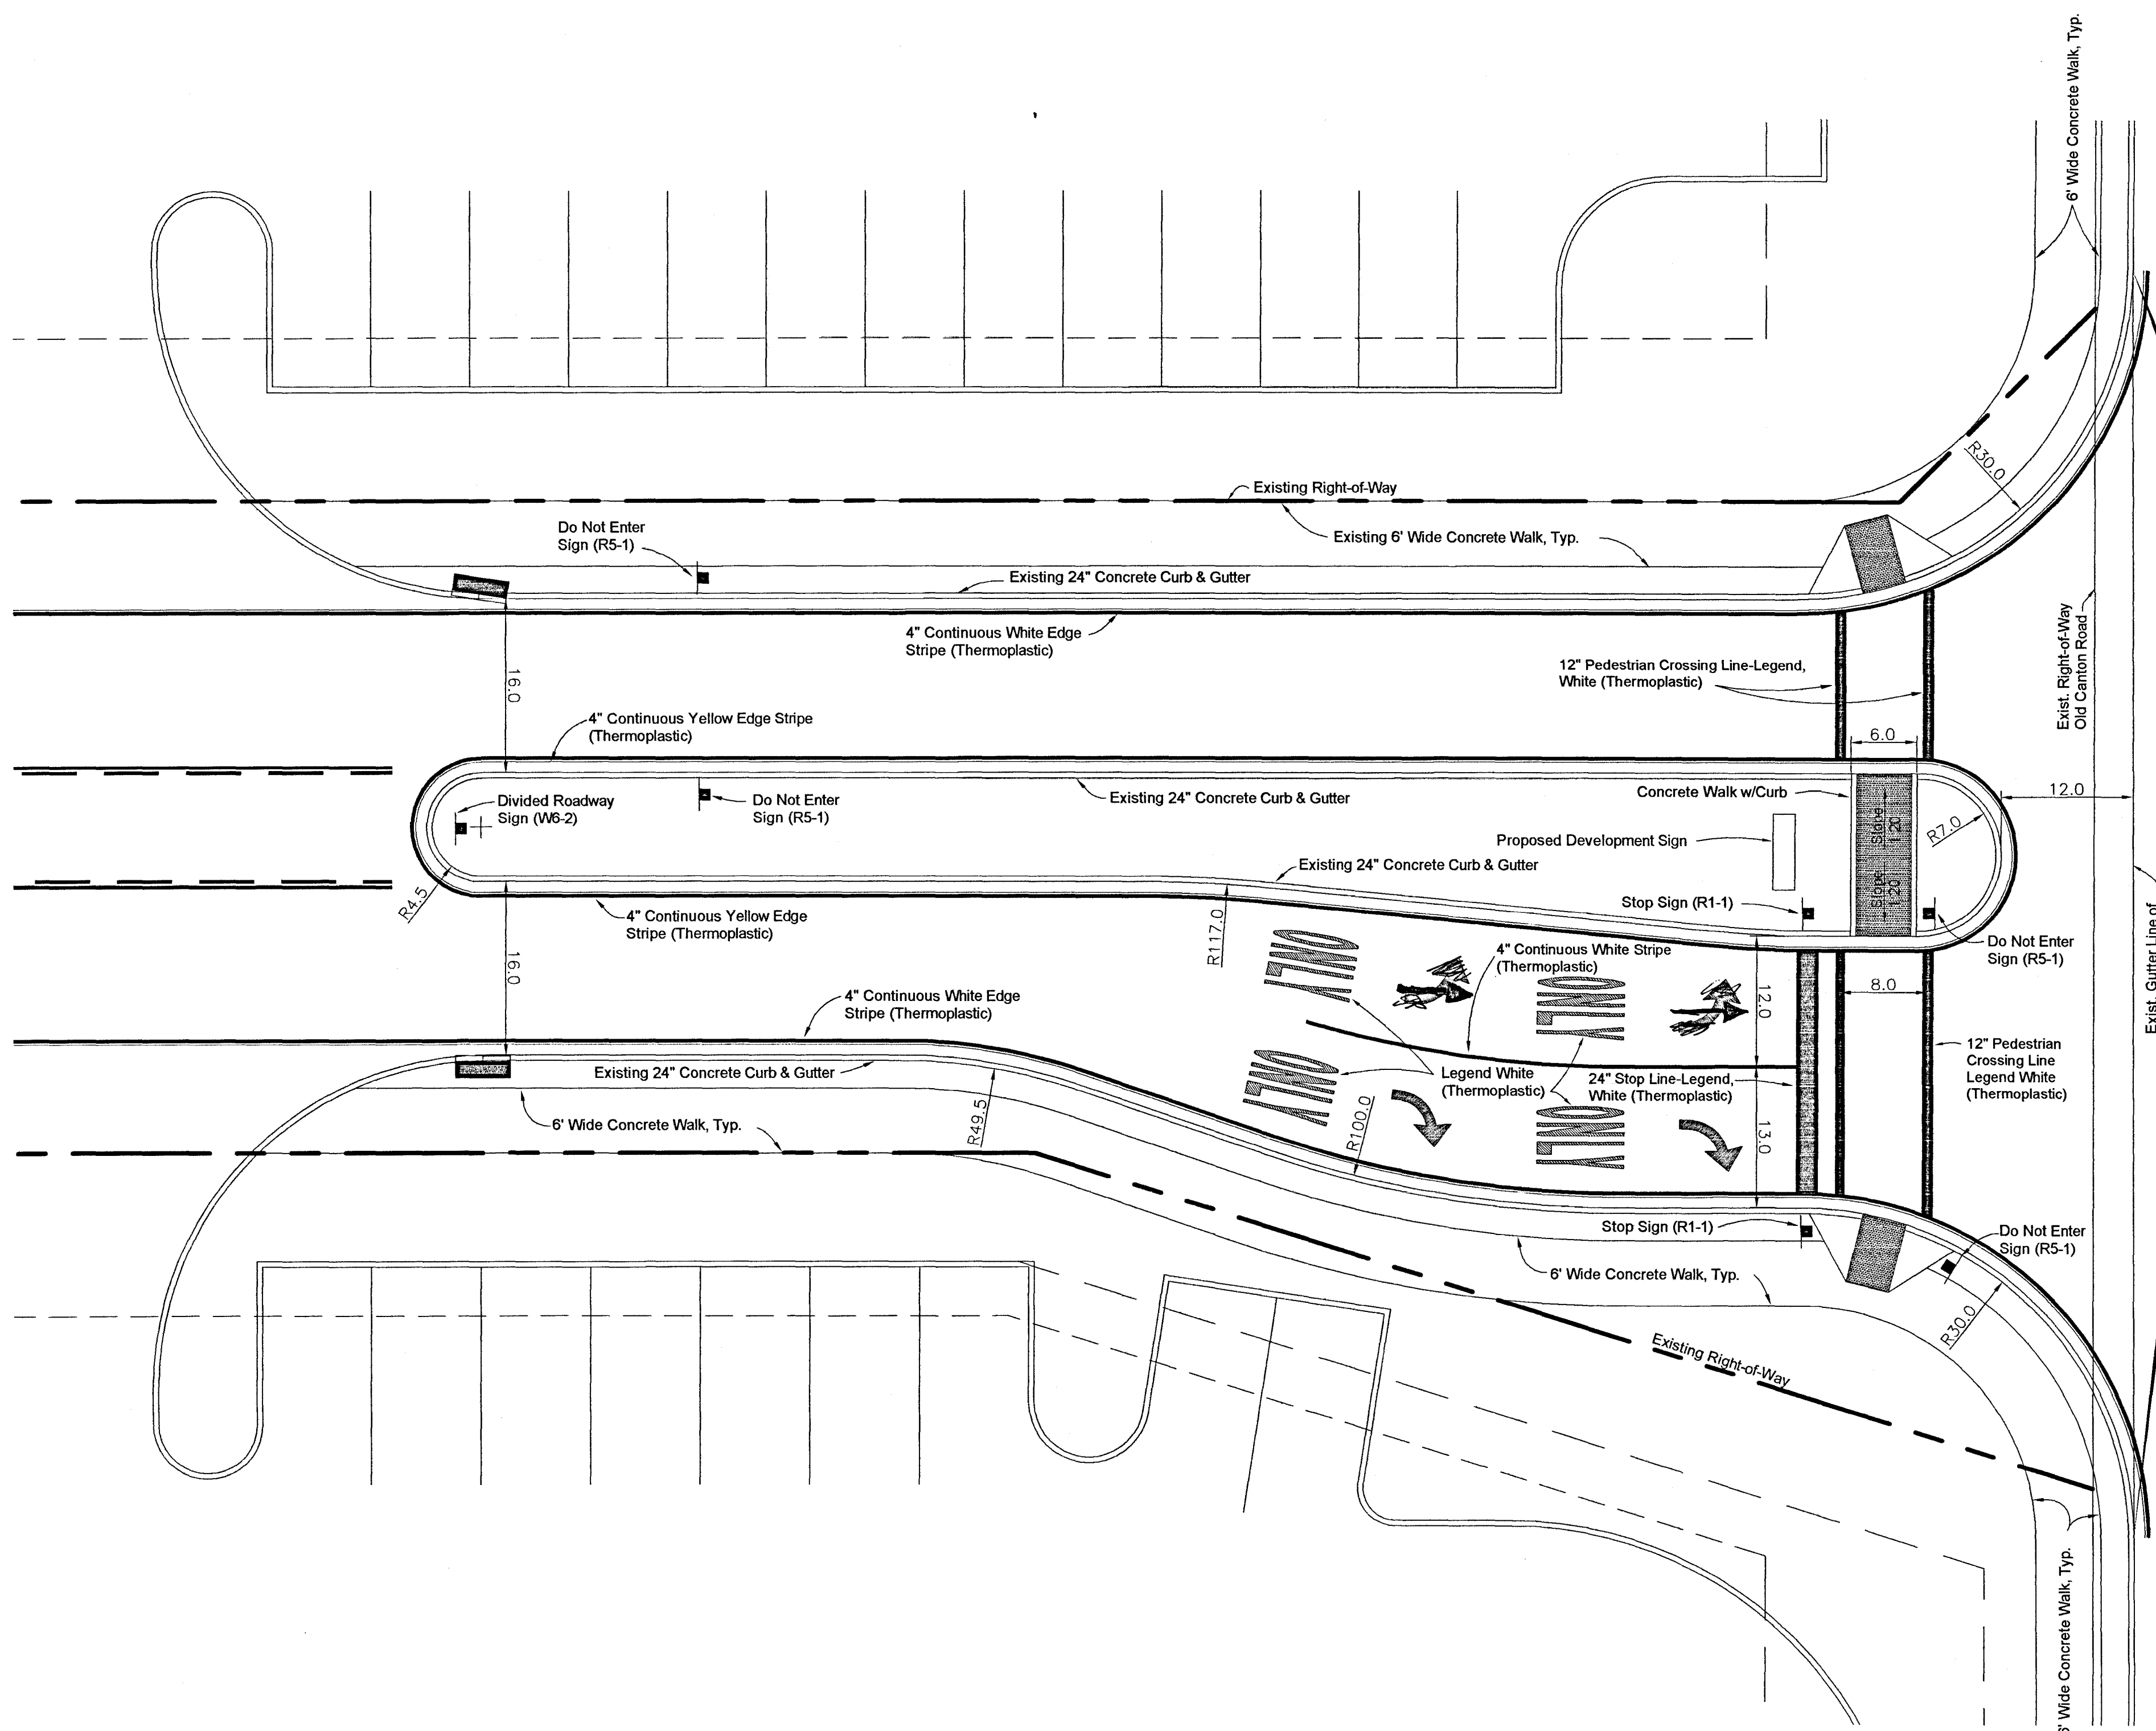 6' Wide Concrete Walk, Typ.
R30.0
Existing Right-of-Way
Do Not Enter
Sign (R5-1)
Existing 6' Wide Concrete Walk, Typ.
Existing 24" Concrete Curb & Gutter
4" Continuous White Edge
Stripe (Thermoplastic)
16.0
12" Pedestrian Crossing Line-Legend,
White (Thermoplastic)
Exist. Right-of-Way
Old Canton Road
4" Continuous Yellow Edge Stripe
(Thermoplastic)
6.0
Divided Roadway
Sign (W6-2)
Do Not Enter
Sign (R5-1)
Existing 24" Concrete Curb & Gutter
Concrete Walk w/Curb
12.0
Proposed Development Sign
Slope
1:20
R7.0
Existing 24" Concrete Curb & Gutter
Slope
1:20
R4.5
4" Continuous Yellow Edge
Stripe (Thermoplastic)
Stop Sign (R1-1)
R117.0
ONLY
4" Continuous White Stripe
(Thermoplastic)
Do Not Enter
Sign (R5-1)
Exist. Gutter Line of
16.0
ONLY
12.0
8.0
4" Continuous White Edge
Stripe (Thermoplastic)
12" Pedestrian
Crossing Line
Legend White
(Thermoplastic)
Existing 24" Concrete Curb & Gutter
ONLY
Legend White
(Thermoplastic)
24" Stop Line-Legend,
White (Thermoplastic)
6' Wide Concrete Walk, Typ.
R49.5
R100.0
ONLY
13.0
Stop Sign (R1-1)
Do Not Enter
Sign (R5-1)
6' Wide Concrete Walk, Typ.
R30.0
Existing Right-of-Way
6' Wide Concrete Walk, Typ.